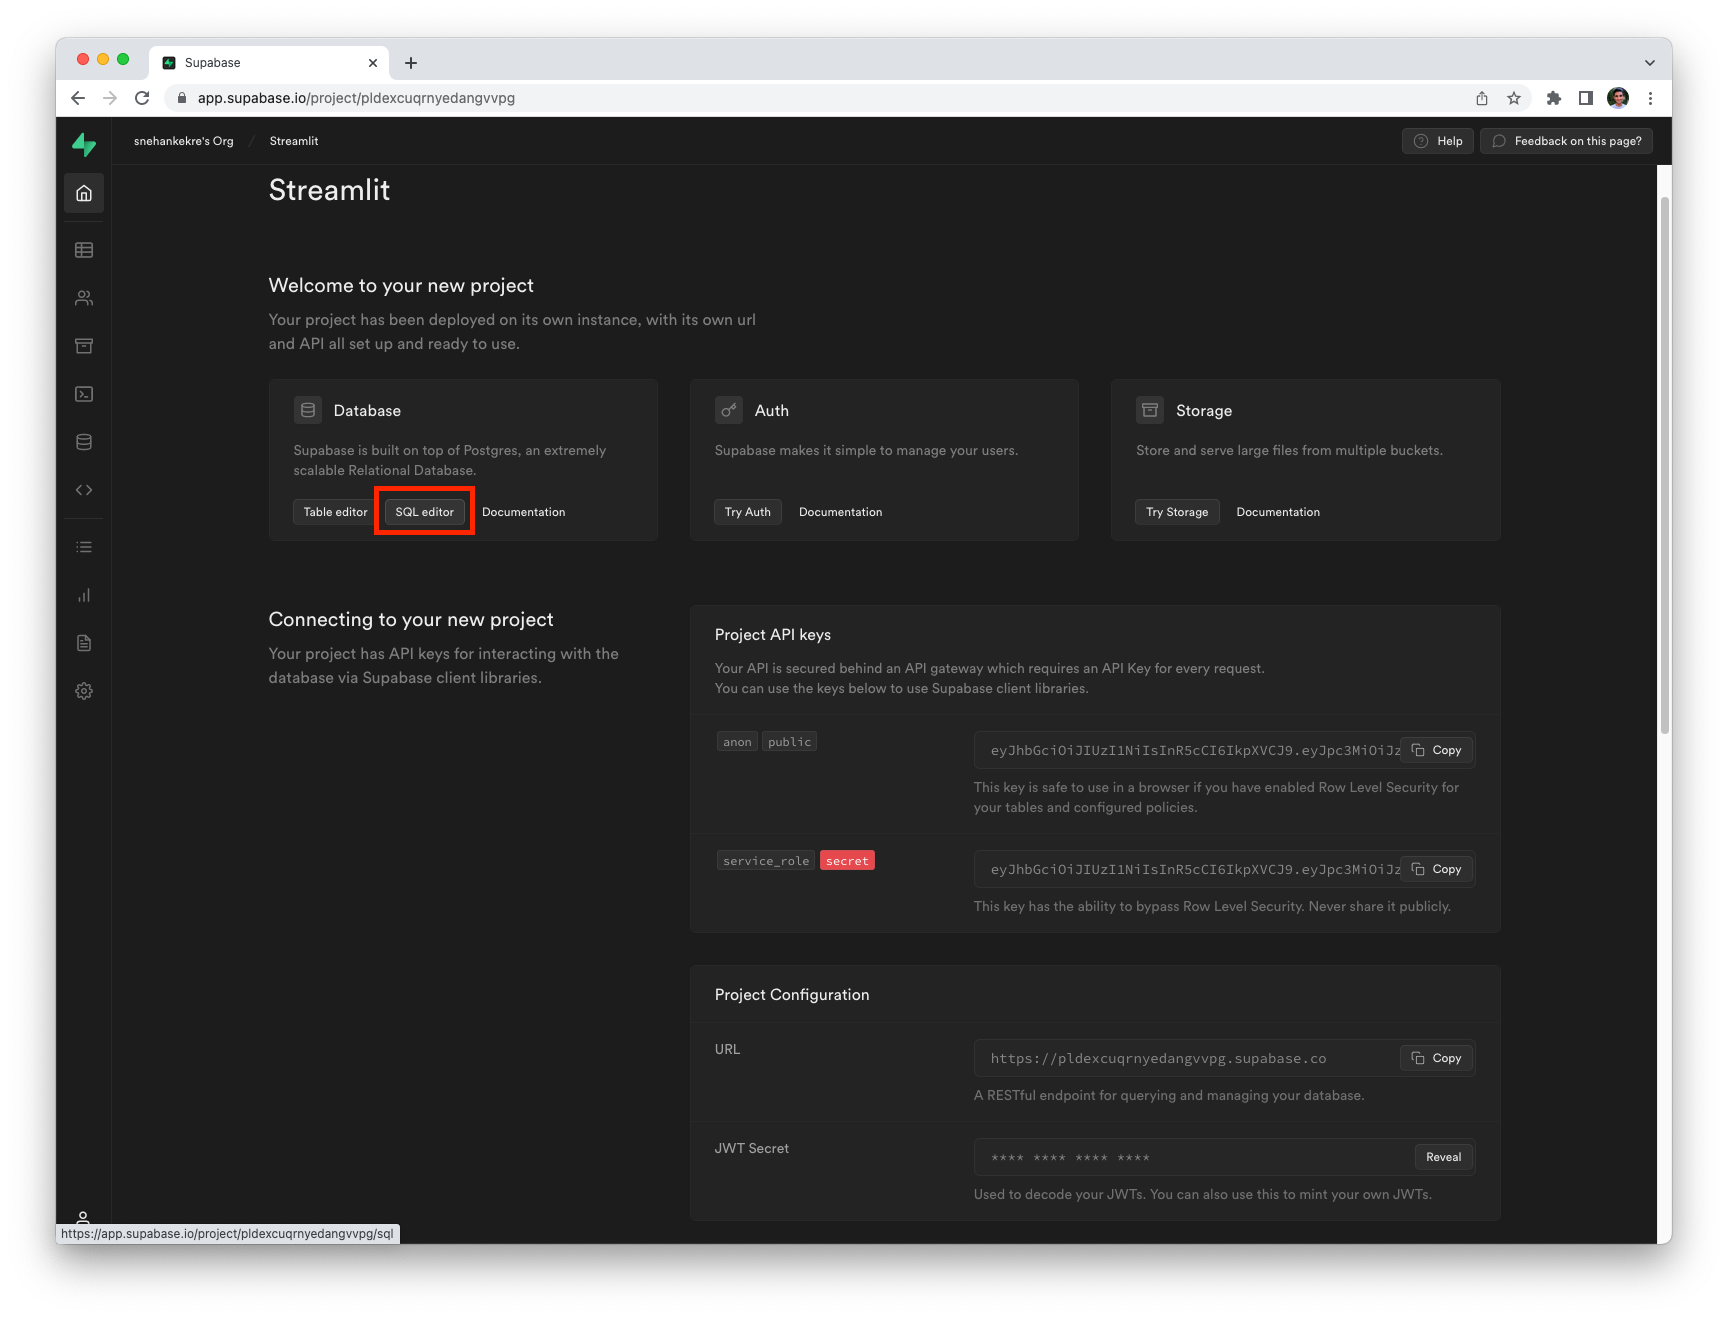 Supabase
app.supabase.io/project/pldexcuqrnyedangvvpg
snehankekre's Org / Streamlit
Help
Feedback on this page?
Streamlit
Welcome to your new project
Your project has been deployed on its own instance, with its own url
and API all set up and ready to use.
Database
Supabase is built on top of Postgres, an extremely
scalable Relational Database.
Table editor
SQL editor
Documentation
Auth
Supabase makes it simple to manage your users.
Try Auth
Documentation
Storage
Store and serve large files from multiple buckets.
Try Storage
Documentation
Connecting to your new project
Your project has API keys for interacting with the
database via Supabase client libraries.
Project API keys
Your API is secured behind an API gateway which requires an API Key for every request.
You can use the keys below to use Supabase client libraries.
anon public
eyJhbGciOiJIUzI1NiIsInR5cCI6IkpXVCJ9.eyJpc3MiOiJz
Copy
This key is safe to use in a browser if you have enabled Row Level Security for
your tables and configured policies.
service_role secret
eyJhbGciOiJIUzI1NiIsInR5cCI6IkpXVCJ9.eyJpc3MiOiJz
Copy
This key has the ability to bypass Row Level Security. Never share it publicly.
Project Configuration
URL
https://pldexcuqrnyedangvvpg.supabase.co
Copy
A RESTful endpoint for querying and managing your database.
JWT Secret
**** **** **** ****
Reveal
Used to decode your JWTs. You can also use this to mint your own JWTs.
https://app.supabase.io/project/pldexcuqrnyedangvvpg/sql